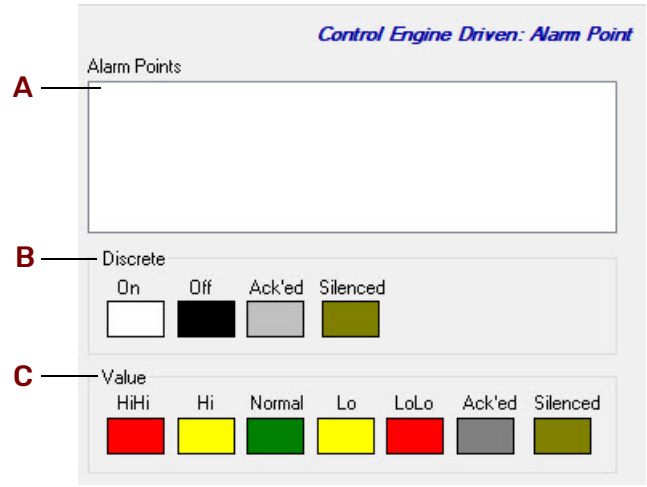 Control Engine Driven: Alarm Point
Alarm Points
A
B
Discrete
On Off Ack'ed Silenced
C
Value
HiHi Hi Normal Lo LoLo Ack'ed Silenced